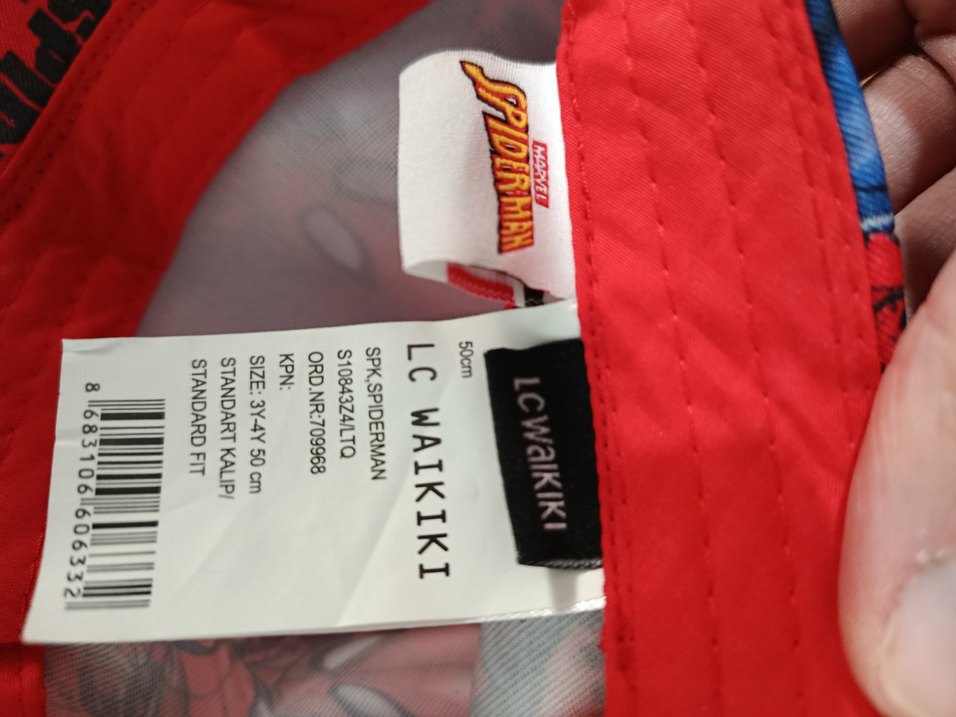 MARVEL
SPIDER-MAN
LCWAIKIKI
50cm
LC WAIKIKI
SPK,SPIDERMAN
S10843Z4/LTQ
ORD.NR:709968
KPN:
SIZE: 3Y-4Y 50 cm
STANDART KALIP/
STANDARD FIT
8 683106 606332